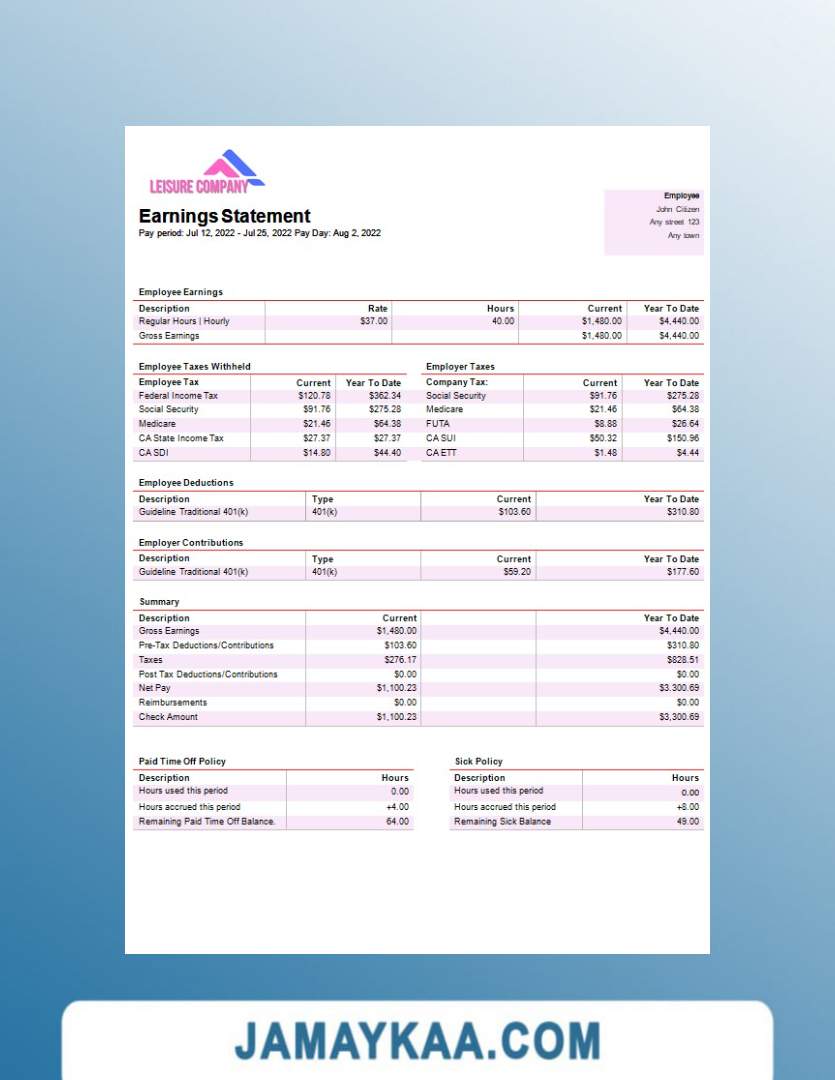 LEISURE COMPANY
Earnings Statement
Pay period: Jul 12, 2022 - Jul 25, 2022 Pay Day: Aug 2, 2022
Employee
John Citizen
Any street 123
Any town
Employee Earnings
Description Rate Hours Current Year To Date
Regular Hours | Hourly $37.00 40.00 $1,480.00 $4,440.00
Gross Earnings $1,480.00 $4,440.00
Employee Taxes Withheld
Employee Tax Current Year To Date
Federal Income Tax $120.78 $362.34
Social Security $91.76 $275.28
Medicare $21.46 $64.38
CA State Income Tax $27.37 $27.37
CA SDI $14.80 $44.40
Employer Taxes
Company Tax: Current Year To Date
Social Security $91.76 $275.28
Medicare $21.46 $64.38
FUTA $8.88 $26.64
CA SUI $50.32 $150.96
CA ETT $1.48 $4.44
Employee Deductions
Description Type Current Year To Date
Guideline Traditional 401(k) 401(k) $103.60 $310.80
Employer Contributions
Description Type Current Year To Date
Guideline Traditional 401(k) 401(k) $59.20 $177.60
Summary
Description Current Year To Date
Gross Earnings $1,480.00 $4,440.00
Pre-Tax Deductions/Contributions $103.60 $310.80
Taxes $276.17 $828.51
Post Tax Deductions/Contributions $0.00 $0.00
Net Pay $1,100.23 $3.300.69
Reimbursements $0.00 $0.00
Check Amount $1,100.23 $3,300.69
Paid Time Off Policy
Description Hours
Hours used this period 0.00
Hours accrued this period +4.00
Remaining Paid Time Off Balance. 64.00
Sick Policy
Description Hours
Hours used this period 0.00
Hours accrued this period +8.00
Remaining Sick Balance 49.00
JAMAYKAA.COM